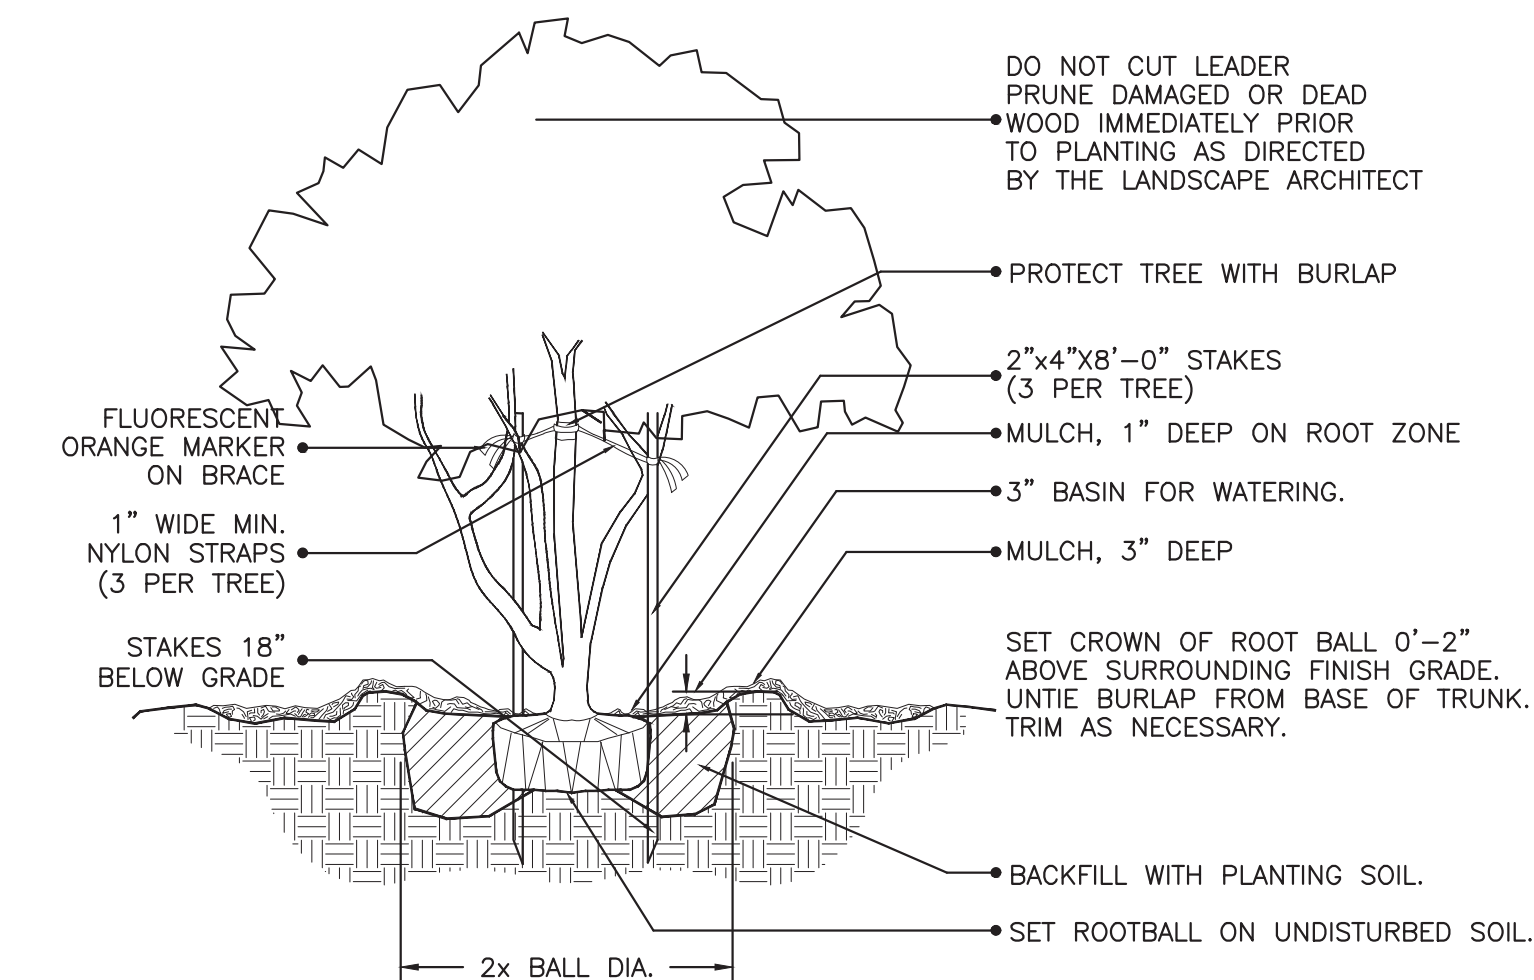 DO NOT CUT LEADER
PRUNE DAMAGED OR DEAD
WOOD IMMEDIATELY PRIOR
TO PLANTING AS DIRECTED
BY THE LANDSCAPE ARCHITECT
PROTECT TREE WITH BURLAP
2”x4”X8’–0” STAKES
(3 PER TREE)
MULCH, 1” DEEP ON ROOT ZONE
3” BASIN FOR WATERING.
MULCH, 3” DEEP
SET CROWN OF ROOT BALL 0’–2”
ABOVE SURROUNDING FINISH GRADE.
UNTIE BURLAP FROM BASE OF TRUNK.
TRIM AS NECESSARY.
BACKFILL WITH PLANTING SOIL.
SET ROOTBALL ON UNDISTURBED SOIL.
FLUORESCENT
ORANGE MARKER
ON BRACE
1” WIDE MIN.
NYLON STRAPS
(3 PER TREE)
STAKES 18”
BELOW GRADE
2x BALL DIA.